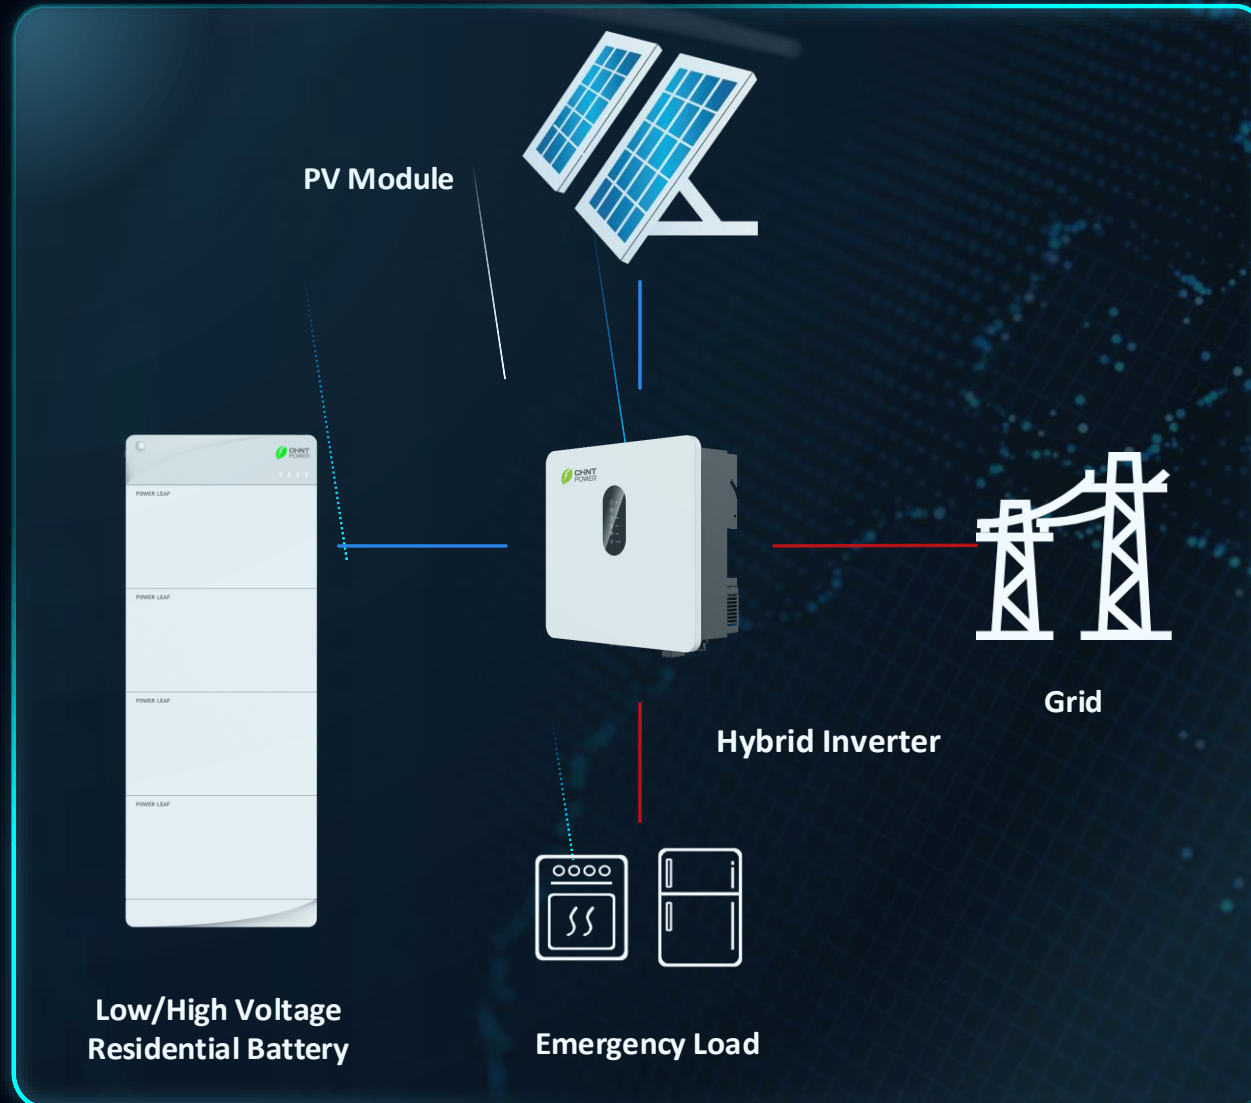 PV Module
CHNT
POWER
POWER LEAF
POWER LEAF
POWER LEAF
POWER LEAF
CHNT
POWER
Grid
Hybrid Inverter
Low/High Voltage
Residential Battery
Emergency Load